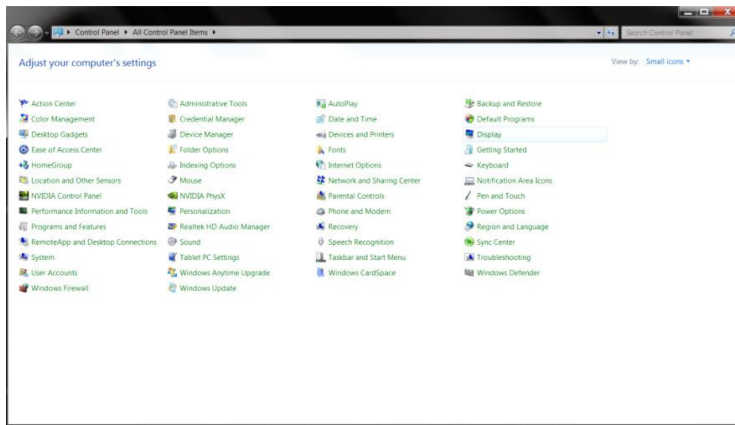 Control Panel All Control Panel Items Search Control Panel
Adjust your computer's settings View by: Small icons
Action Center Administrative Tools AutoPlay Backup and Restore
Color Management Credential Manager Date and Time Default Programs
Desktop Gadgets Device Manager Devices and Printers Display
Ease of Access Center Folder Options Fonts Getting Started
HomeGroup Indexing Options Internet Options Keyboard
Location and Other Sensors Mouse Network and Sharing Center Notification Area Icons
NVIDIA Control Panel NVIDIA PhysX Parental Controls Pen and Touch
Performance Information and Tools Personalization Phone and Modem Power Options
Programs and Features Realtek HD Audio Manager Recovery Region and Language
RemoteApp and Desktop Connections Sound Speech Recognition Sync Center
System Tablet PC Settings Taskbar and Start Menu Troubleshooting
User Accounts Windows Anytime Upgrade Windows CardSpace Windows Defender
Windows Firewall Windows Update